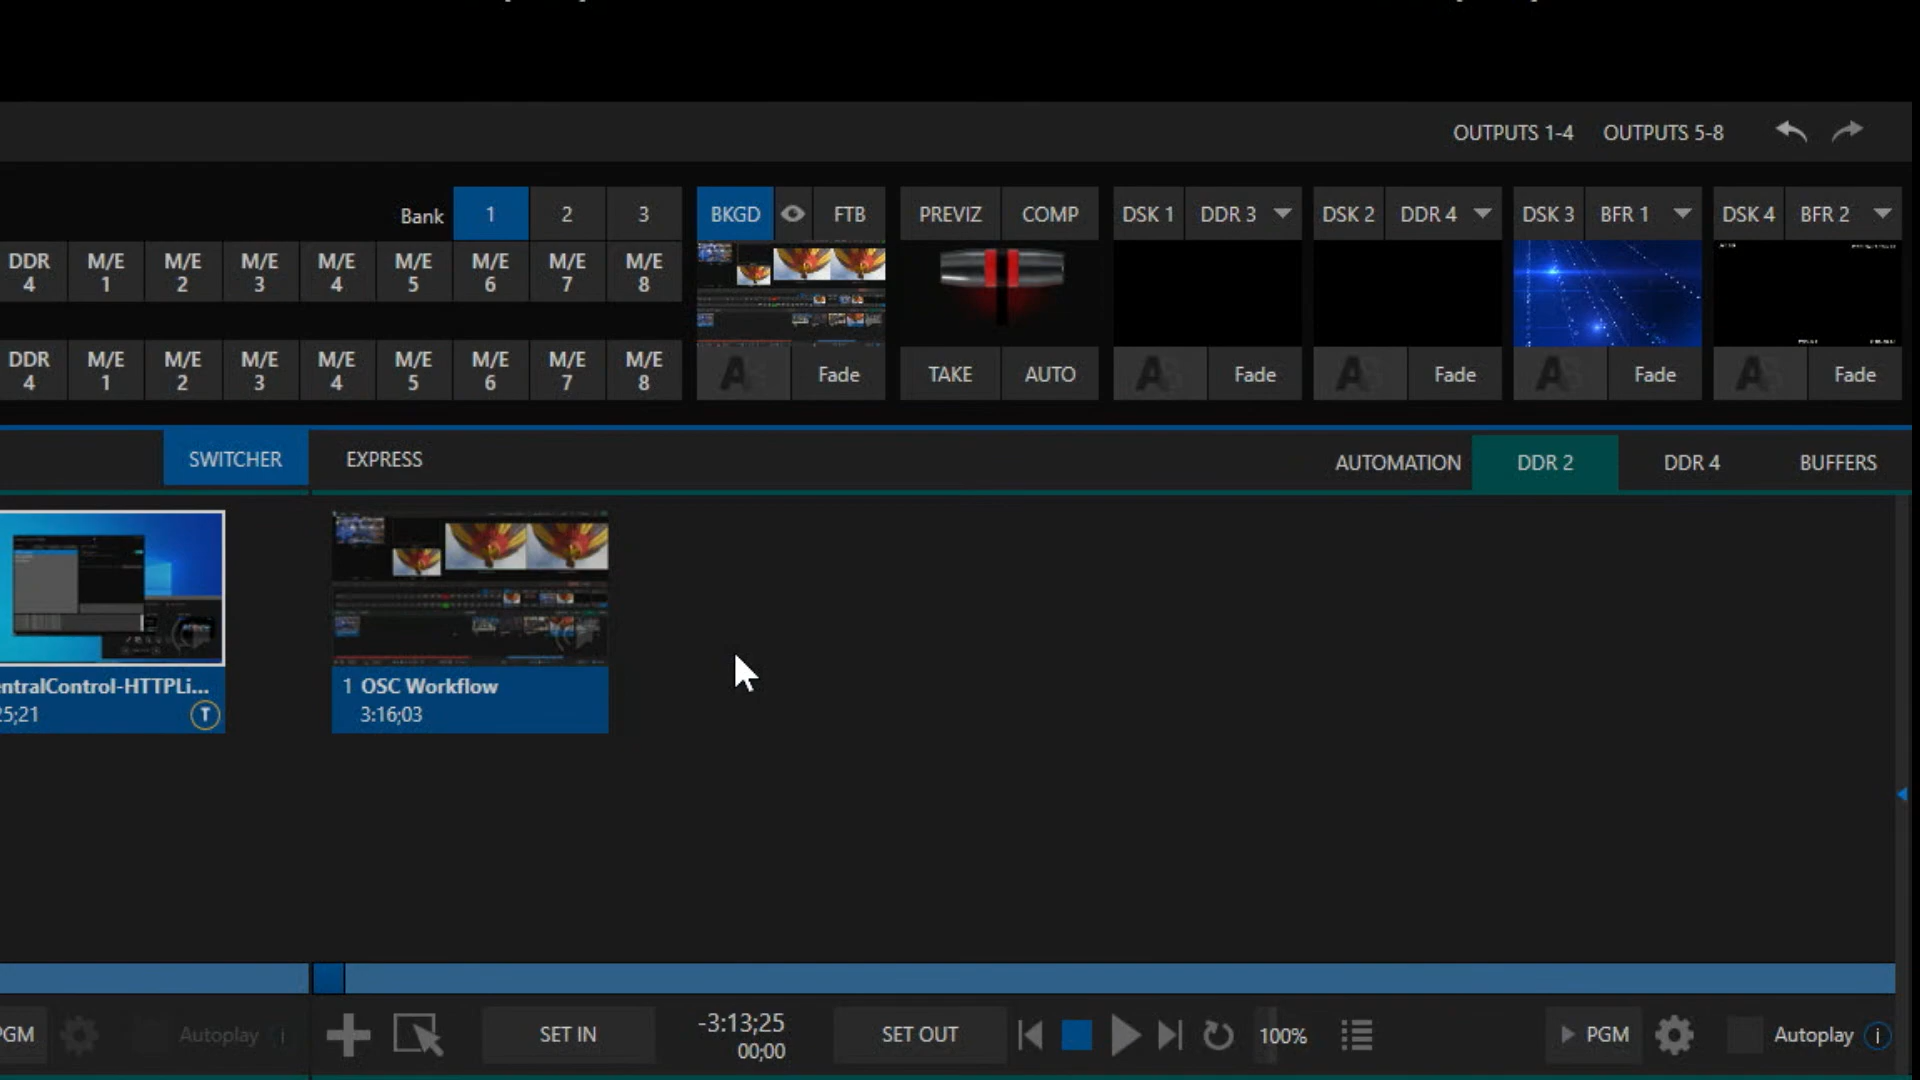 OUTPUTS 1-4 OUTPUTS 5-8
Bank 1 2 3 BKGD FTB PREVIZ COMP DSK 1 DDR 3 DSK 2 DDR 4 DSK 3 BFR 1 DSK 4 BFR 2
DDR 4 M/E 1 M/E 2 M/E 3 M/E 4 M/E 5 M/E 6 M/E 7 M/E 8
DDR 4 M/E 1 M/E 2 M/E 3 M/E 4 M/E 5 M/E 6 M/E 7 M/E 8
Fade TAKE AUTO Fade Fade Fade Fade
SWITCHER EXPRESS AUTOMATION DDR 2 DDR 4 BUFFERS
entralControl-HTTPLi... 1 OSC Workflow
25;21 T 3:16;03
PGM Autoplay i SET IN -3:13;25 SET OUT 100% PGM Autoplay i
00;00